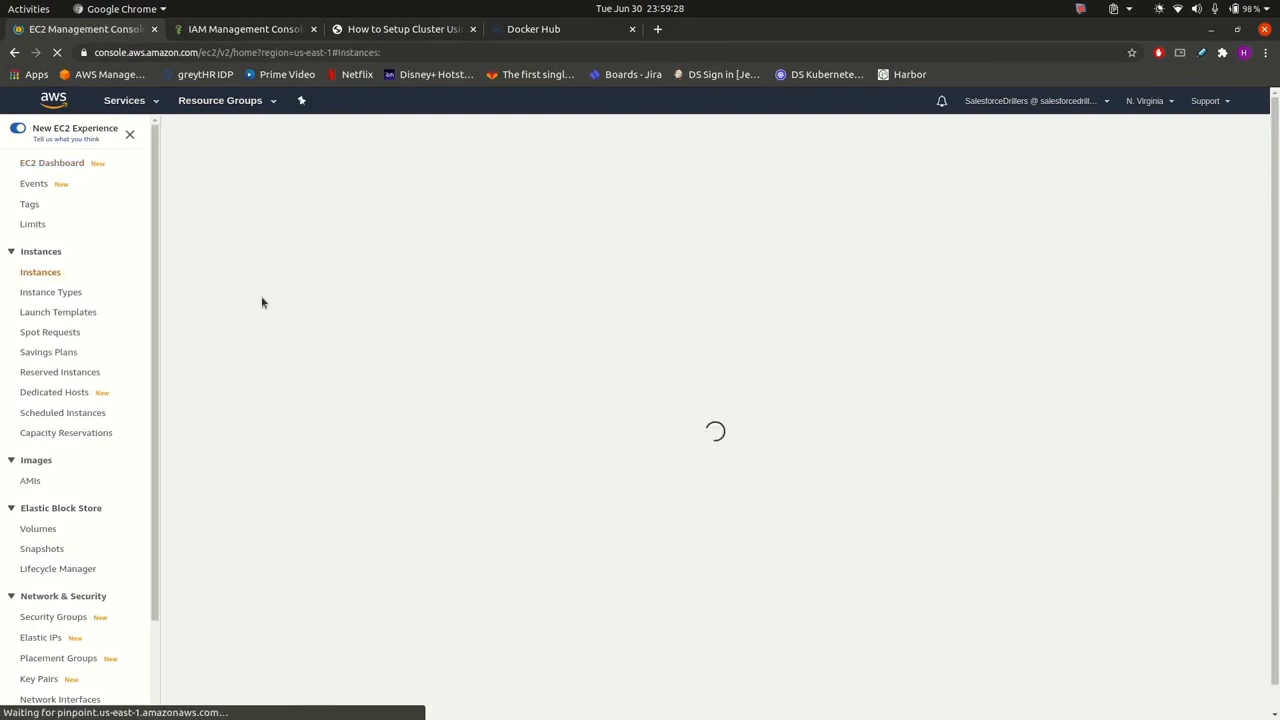 Activities Google Chrome Tue Jun 30 23:59:28 98%
EC2 Management Consol IAM Management Consol How to Setup Cluster Usi Docker Hub
console.aws.amazon.com/ec2/v2/home?region=us-east-1#Instances: H
Apps AWS Manage... greytHR IDP Prime Video Netflix Disney+ Hotst... The first singl... Boards - Jira DS Sign in [Je... DS Kubernete... Harbor
aws Services Resource Groups SalesforceDrillers @ salesforcedrill... N. Virginia Support
New EC2 Experience
Tell us what you think
EC2 Dashboard New
Events New
Tags
Limits
Instances
Instances
Instance Types
Launch Templates
Spot Requests
Savings Plans
Reserved Instances
Dedicated Hosts New
Scheduled Instances
Capacity Reservations
Images
AMIs
Elastic Block Store
Volumes
Snapshots
Lifecycle Manager
Network & Security
Security Groups New
Elastic IPs New
Placement Groups New
Key Pairs New
Network Interfaces
Waiting for pinpoint.us-east-1.amazonaws.com...